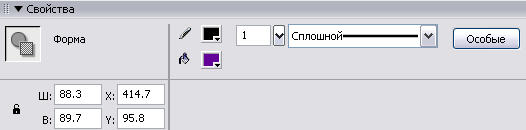 Свойства
Форма
1 Сплошной Особые
Ш: 88.3 X: 414.7
В: 89.7 Y: 95.8